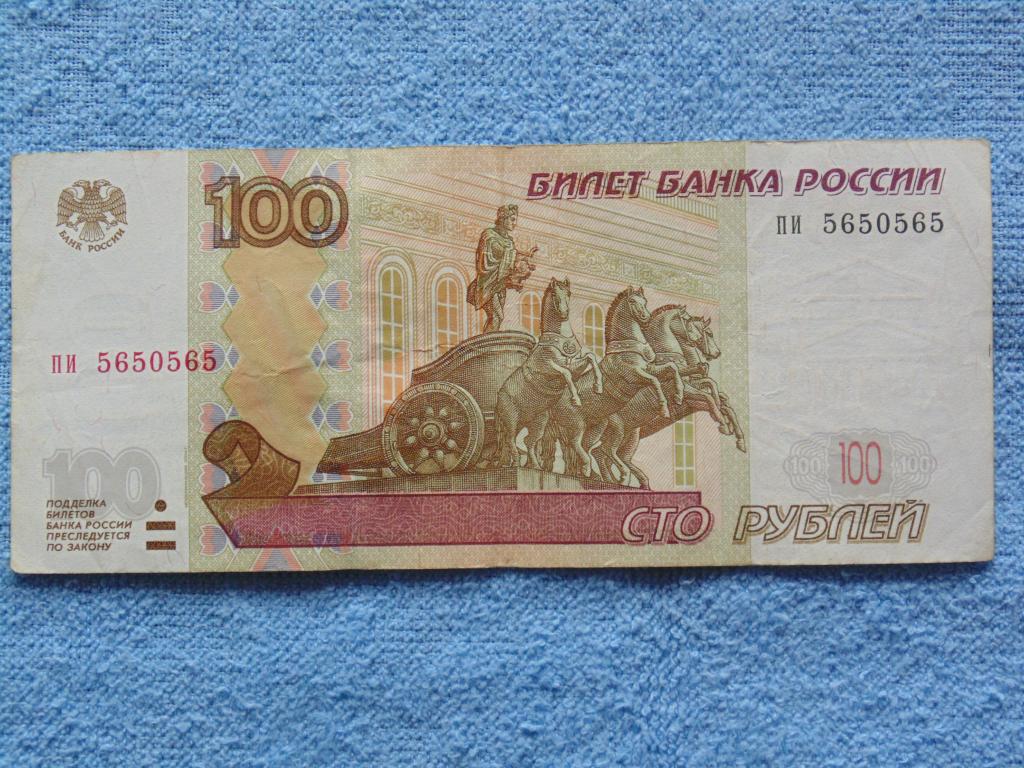 100
БИЛЕТ БАНКА РОССИИ
пи 5650565
БАНК РОССИИ
пи 5650565
100
100 100 100
ПОДДЕЛКА
БИЛЕТОВ
БАНКА РОССИИ
ПРЕСЛЕДУЕТСЯ
ПО ЗАКОНУ
СТО РУБЛЕЙ